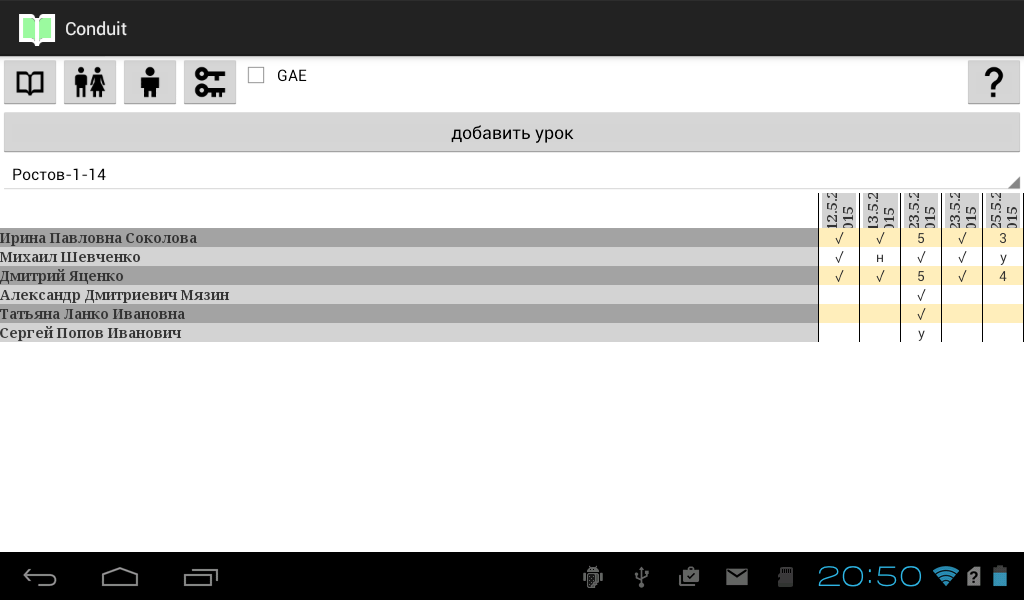 Conduit
GAE
?
добавить урок
Ростов-1-14
12.5.2015 13.5.2015 23.5.2015 23.5.2015 25.5.2015
Ирина Павловна Соколова √ √ 5 √ 3
Михаил Шевченко √ н √ √ у
Дмитрий Яценко √ √ 5 √ 4
Александр Дмитриевич Мязин √
Татьяна Ланко Ивановна √
Сергей Попов Иванович у
20:50